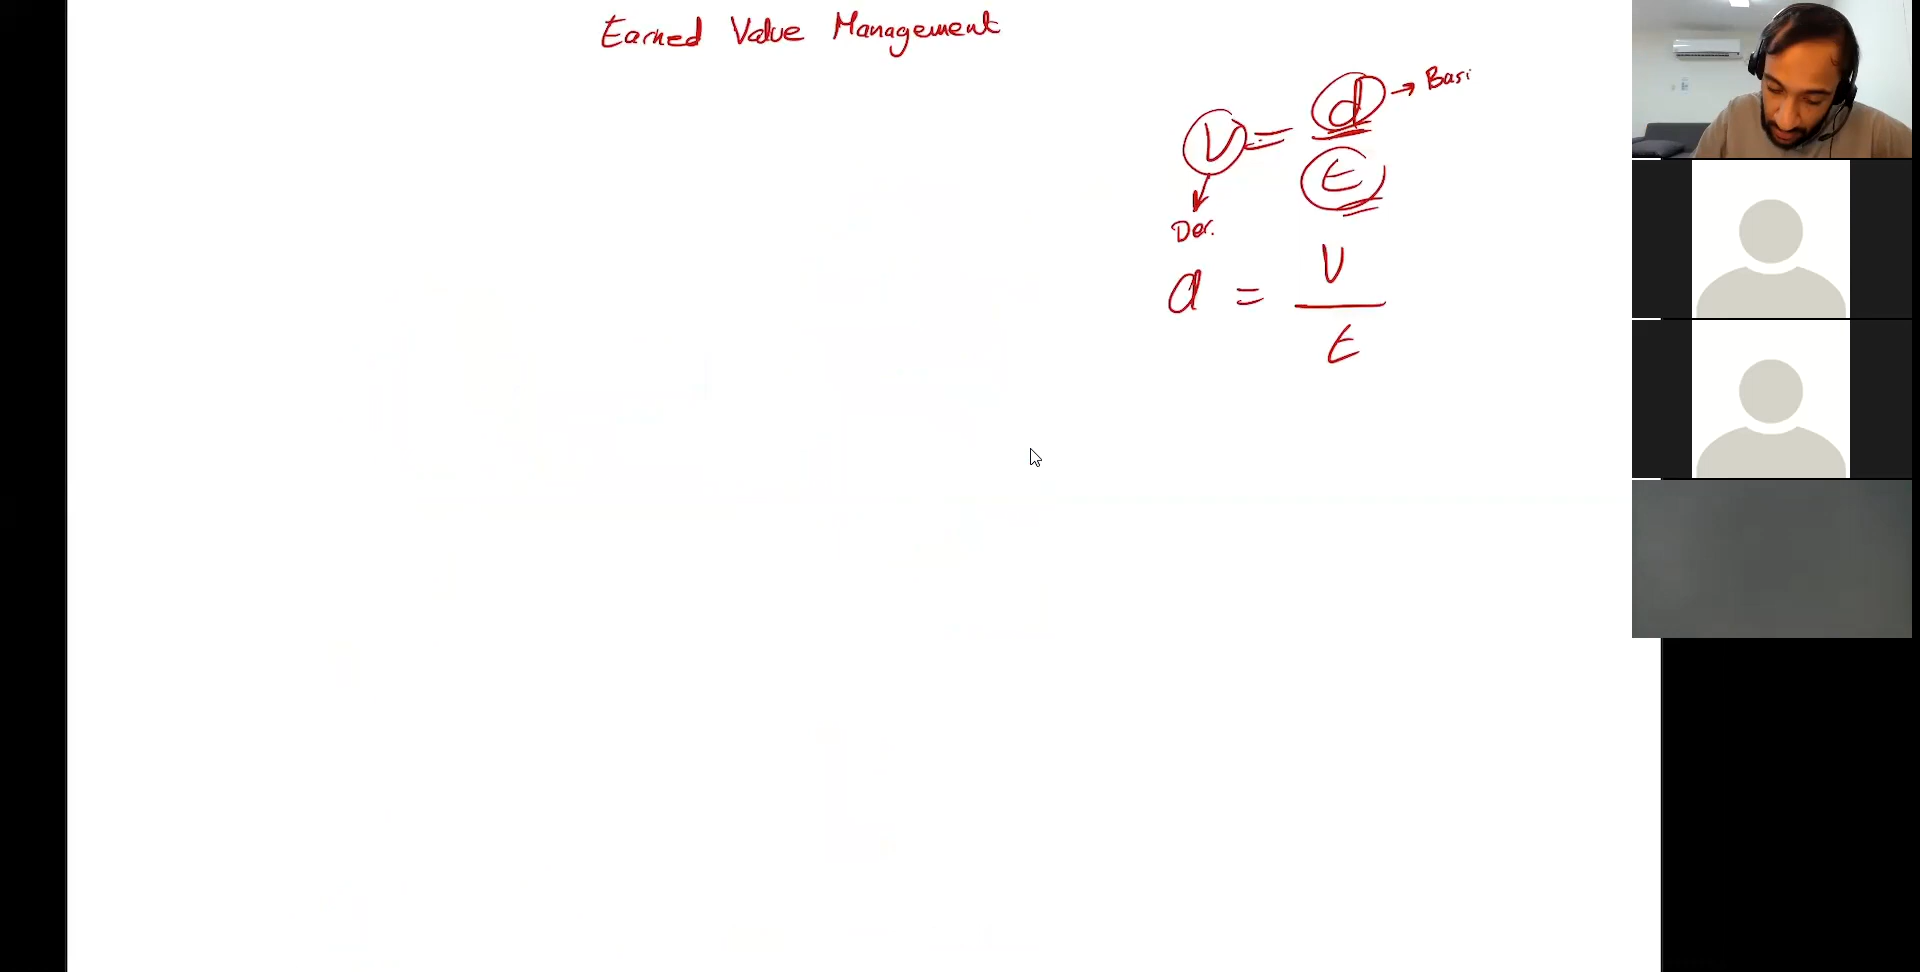 Earned Value Management
V = d/t → Basi
Der.
a = V/t